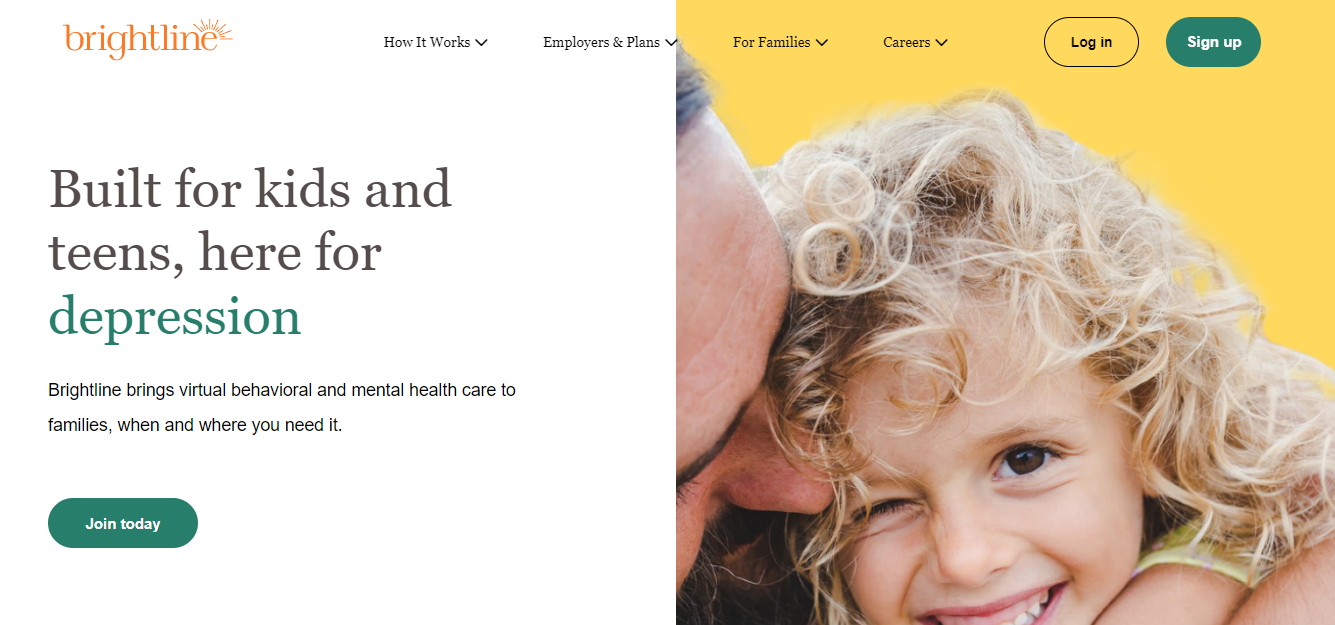 brightline
How It Works
Employers & Plans
For Families
Careers
Log in
Sign up
Built for kids and
teens, here for
depression
Brightline brings virtual behavioral and mental health care to
families, when and where you need it.
Join today